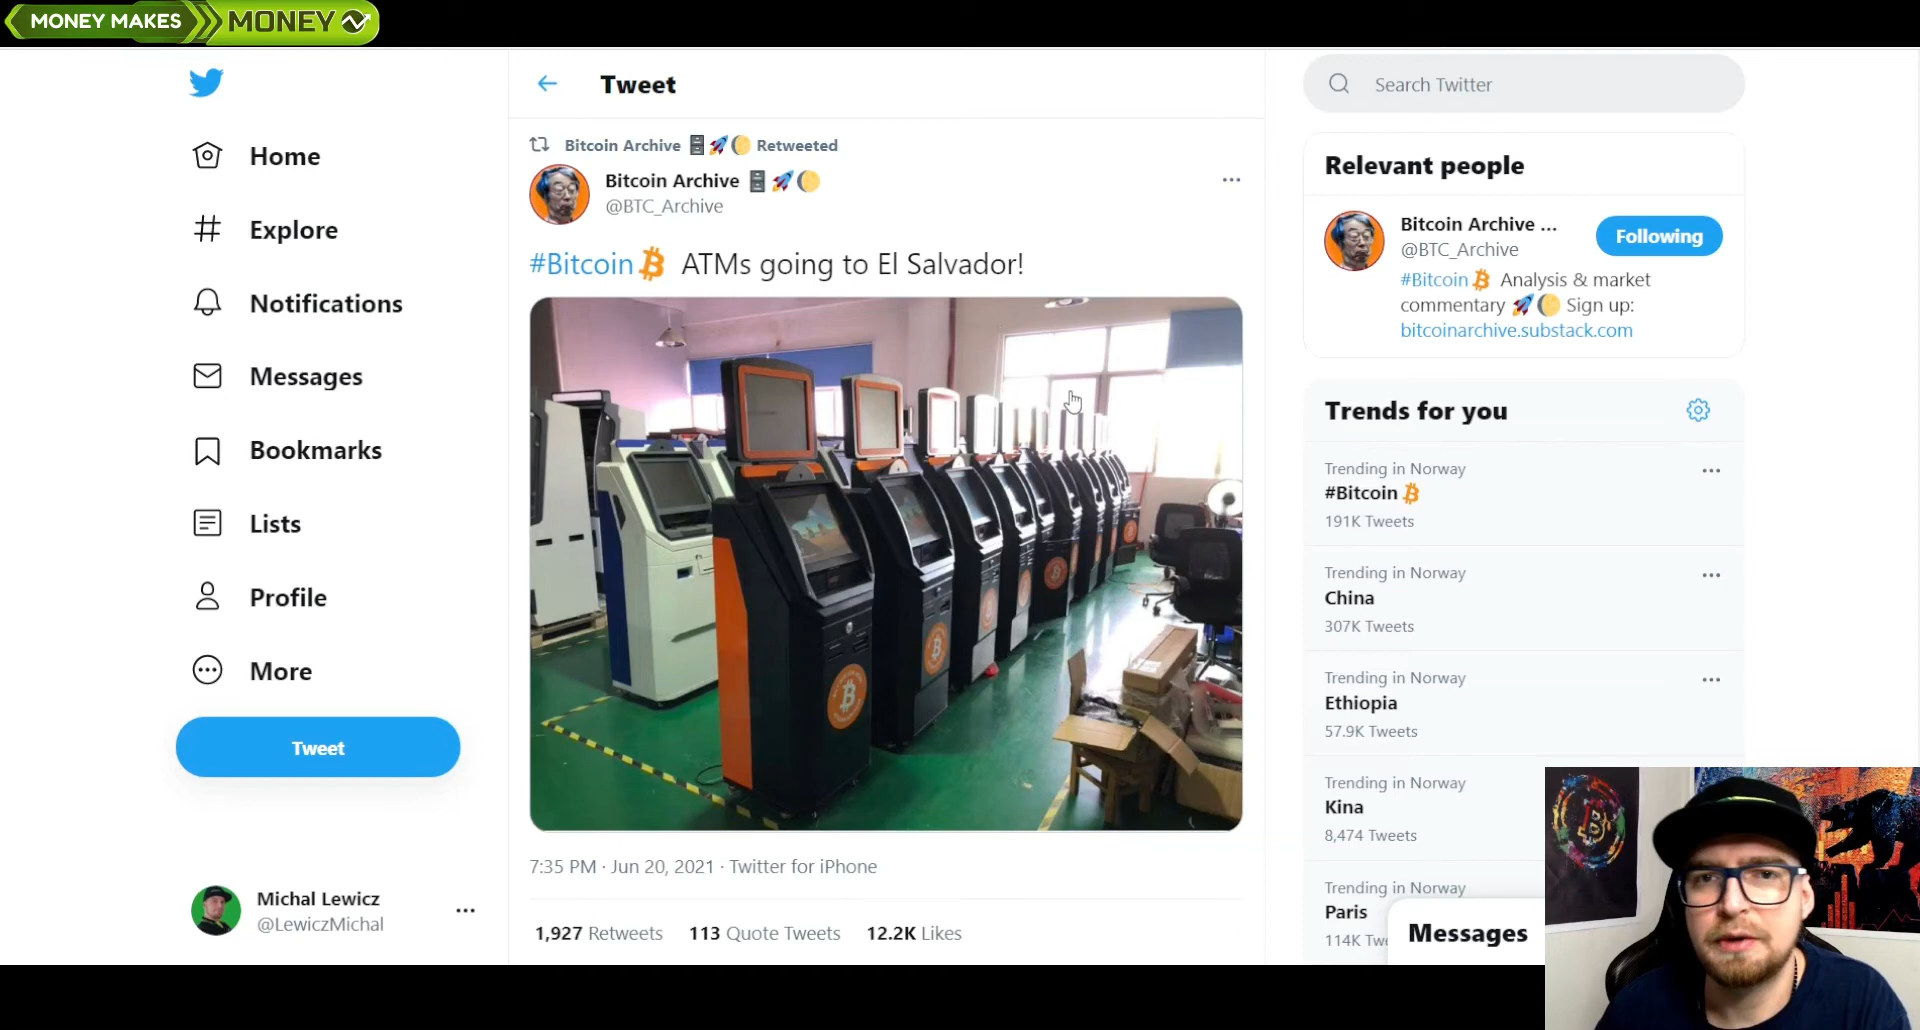 MONEY MAKES MONEY
Home
Explore
Notifications
Messages
Bookmarks
Lists
Profile
More
Tweet
Michal Lewicz
@LewiczMichal
Tweet
Bitcoin Archive 🗄🚀🌔 Retweeted
Bitcoin Archive 🗄🚀🌔
@BTC_Archive
#Bitcoin ATMs going to El Salvador!
7:35 PM · Jun 20, 2021 · Twitter for iPhone
1,927 Retweets 113 Quote Tweets 12.2K Likes
Search Twitter
Relevant people
Bitcoin Archive ...
@BTC_Archive
Following
#Bitcoin Analysis & market
commentary 🚀🌔 Sign up:
bitcoinarchive.substack.com
Trends for you
Trending in Norway
#Bitcoin
191K Tweets
Trending in Norway
China
307K Tweets
Trending in Norway
Ethiopia
57.9K Tweets
Trending in Norway
Kina
8,474 Tweets
Trending in Norway
Paris
114K Twe
Messages